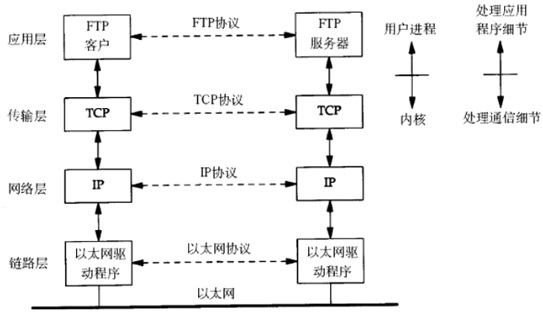 处理应用
程序细节
用户进程
应用层
FTP
客户
FTP协议
FTP
服务器
传输层
TCP
TCP协议
TCP
内核
处理通信细节
网络层
IP
IP协议
IP
链路层
以太网驱
动程序
以太网协议
以太网驱
动程序
以太网